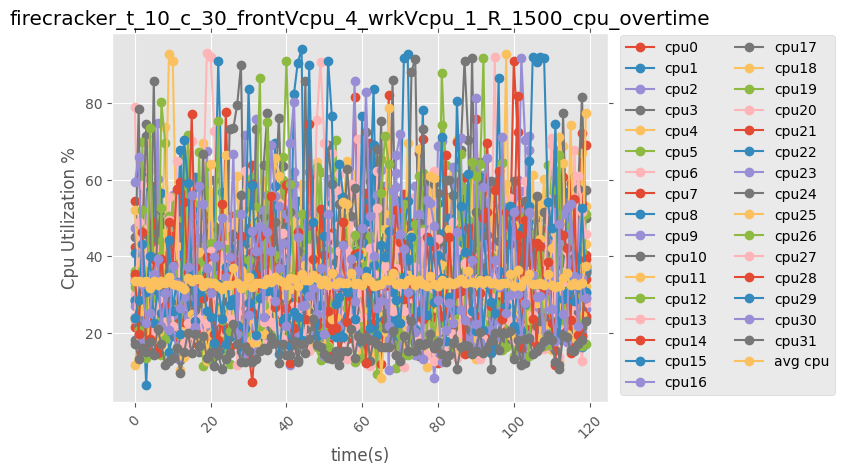 firecracker_t_10_c_30_frontVcpu_4_wrkVcpu_1_R_1500_cpu_overtime
Cpu Utilization %
80
60
40
20
0
20
40
60
80
100
120
time(s)
cpu0
cpu1
cpu2
cpu3
cpu4
cpu5
cpu6
cpu7
cpu8
cpu9
cpu10
cpu11
cpu12
cpu13
cpu14
cpu15
cpu16
cpu17
cpu18
cpu19
cpu20
cpu21
cpu22
cpu23
cpu24
cpu25
cpu26
cpu27
cpu28
cpu29
cpu30
cpu31
avg cpu